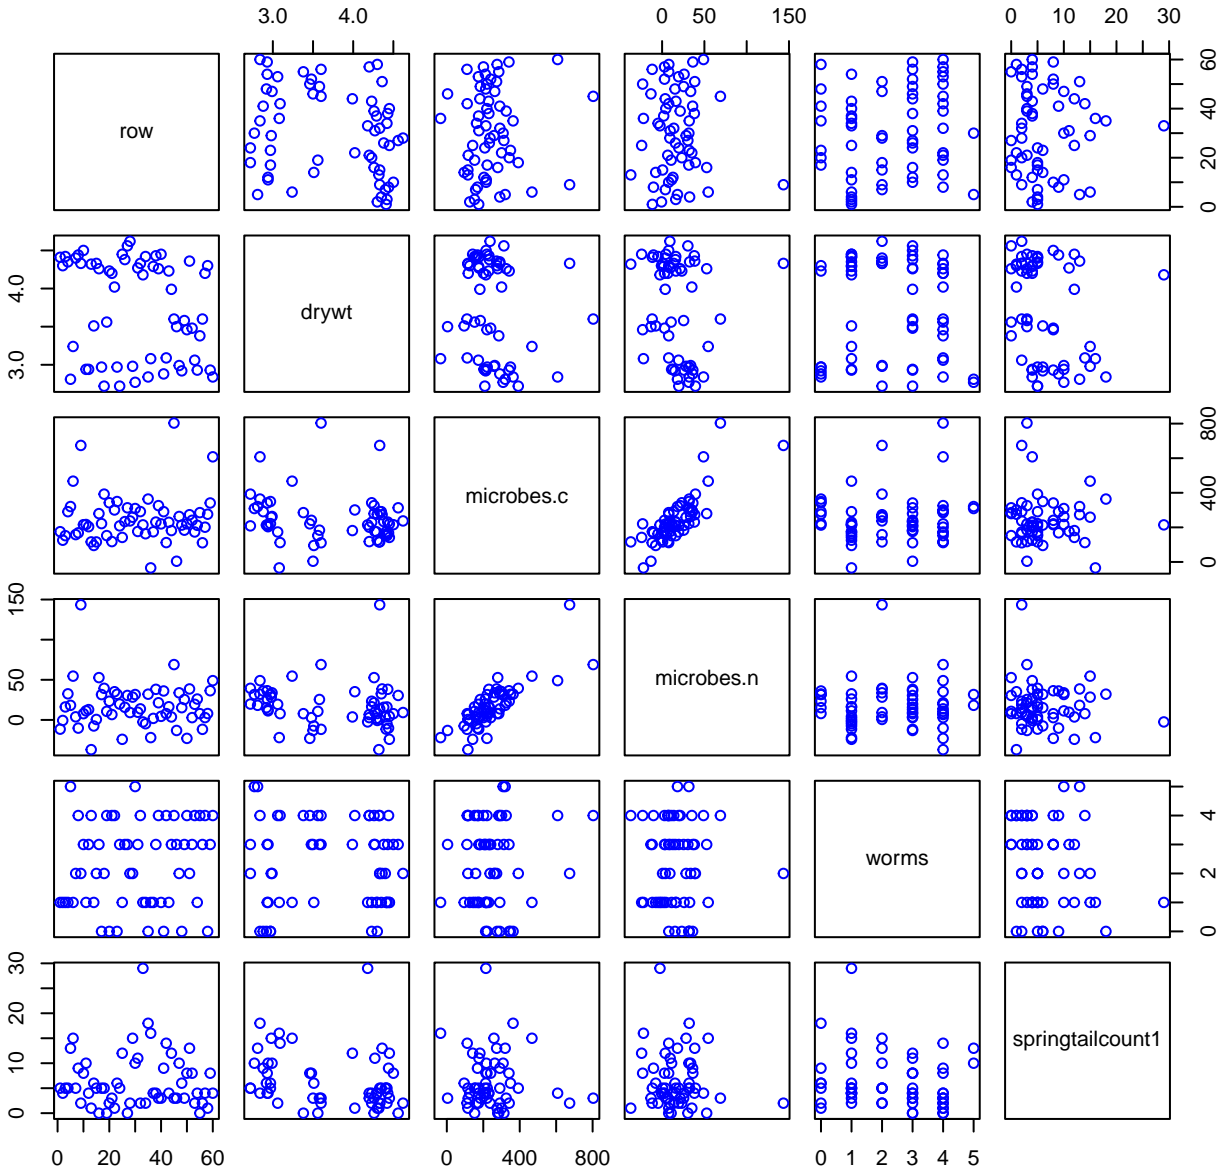 3.0 4.0 0 50 150 0 10 20 30
row 0 20 40 60
3.0 4.0 drywt
microbes.c 0 400 800
0 50 150 microbes.n
worms 0 2 4
0 10 20 30 springtailcount1
0 20 40 60 0 400 800 0 1 2 3 4 5